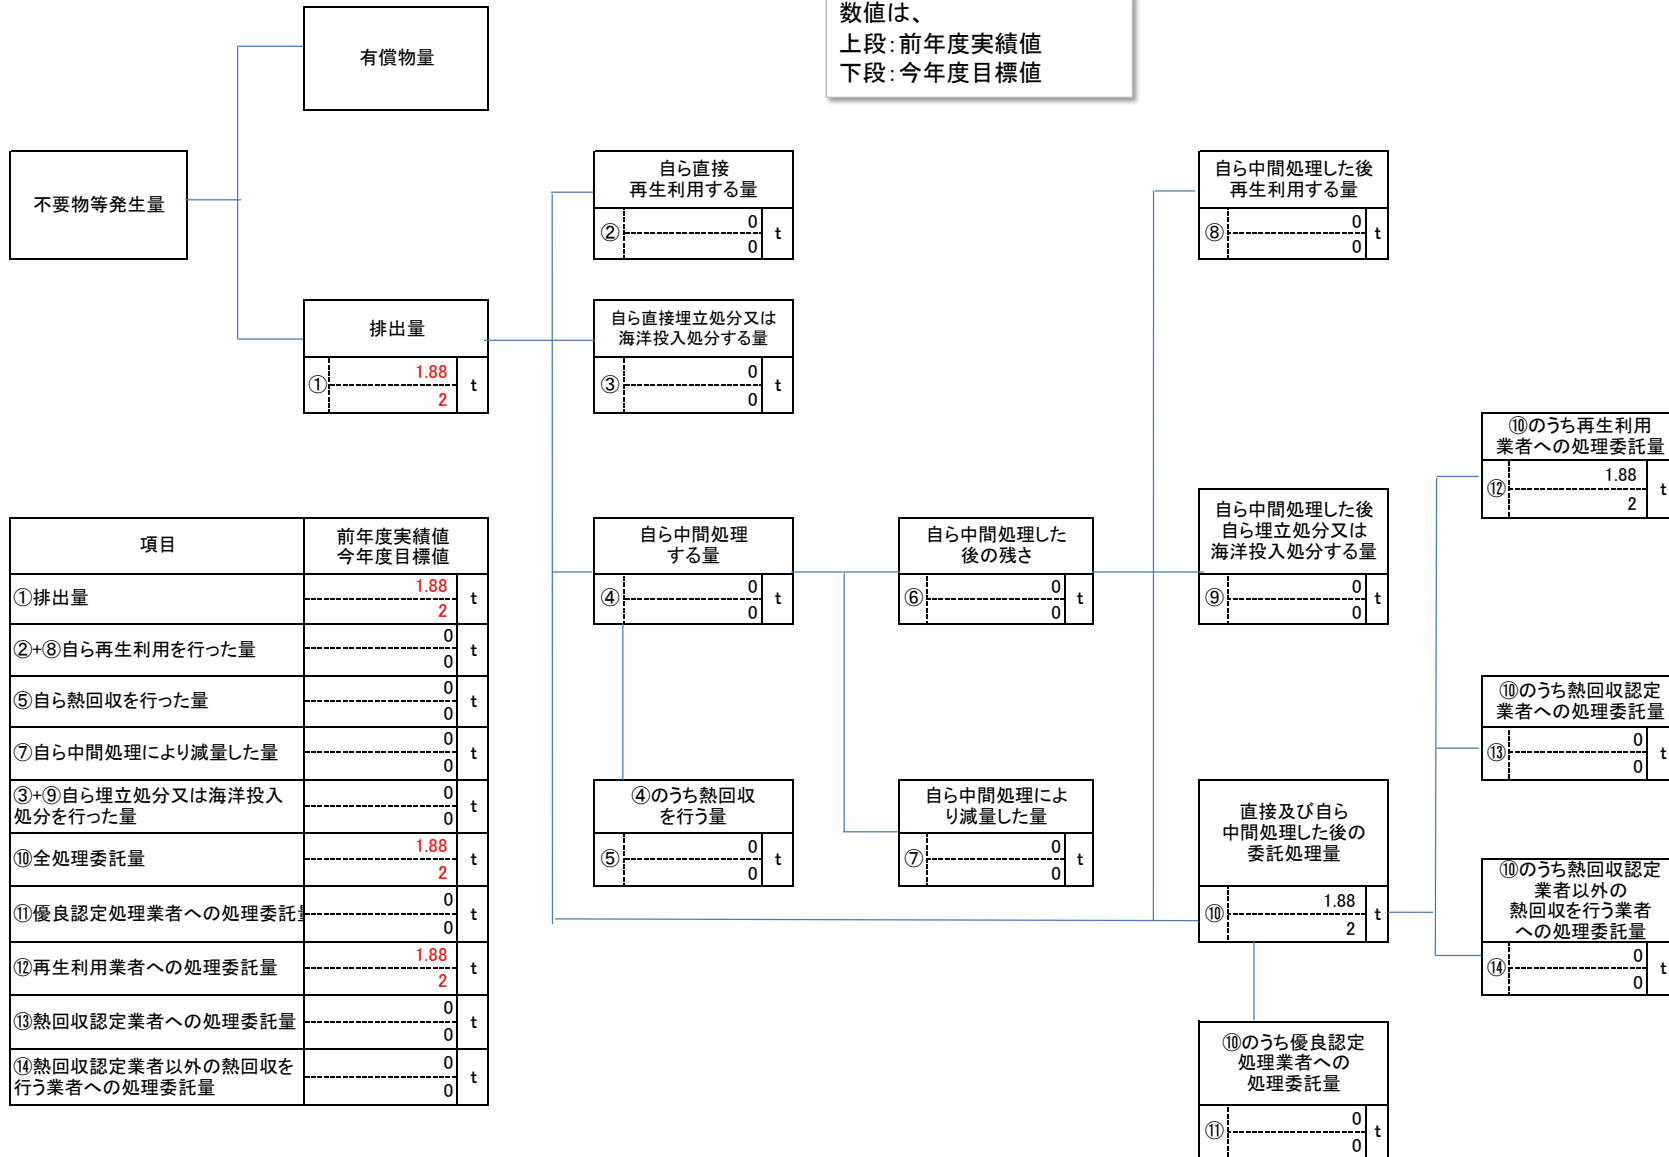 数値は、
上段：前年度実績値
下段：今年度目標値
有償物量
不要物等発生量
排出量
①
1.88
2
t
自ら直接
再生利用する量
②
0
0
t
自ら直接埋立処分又は
海洋投入処分する量
③
0
0
t
自ら中間処理
する量
④
0
0
t
④のうち熱回収
を行う量
⑤
0
0
t
自ら中間処理した
後の残さ
⑥
0
0
t
自ら中間処理によ
り減量した量
⑦
0
0
t
自ら中間処理した後
再生利用する量
⑧
0
0
t
自ら中間処理した後
自ら埋立処分又は
海洋投入処分する量
⑨
0
0
t
直接及び自ら
中間処理した後の
委託処理量
⑩
1.88
2
t
⑩のうち優良認定
処理業者への
処理委託量
⑪
0
0
t
⑩のうち再生利用
業者への処理委託量
⑫
1.88
2
t
⑩のうち熱回収認定
業者への処理委託量
⑬
0
0
t
⑩のうち熱回収認定
業者以外の
熱回収を行う業者
への処理委託量
⑭
0
0
t
項目
前年度実績値
今年度目標値
①排出量
1.88
2
t
②+⑧自ら再生利用を行った量
0
0
t
⑤自ら熱回収を行った量
0
0
t
⑦自ら中間処理により減量した量
0
0
t
③+⑨自ら埋立処分又は海洋投入
処分を行った量
0
0
t
⑩全処理委託量
1.88
2
t
⑪優良認定処理業者への処理委託
0
0
t
⑫再生利用業者への処理委託量
1.88
2
t
⑬熱回収認定業者への処理委託量
0
0
t
⑭熱回収認定業者以外の熱回収を
行う業者への処理委託量
0
0
t